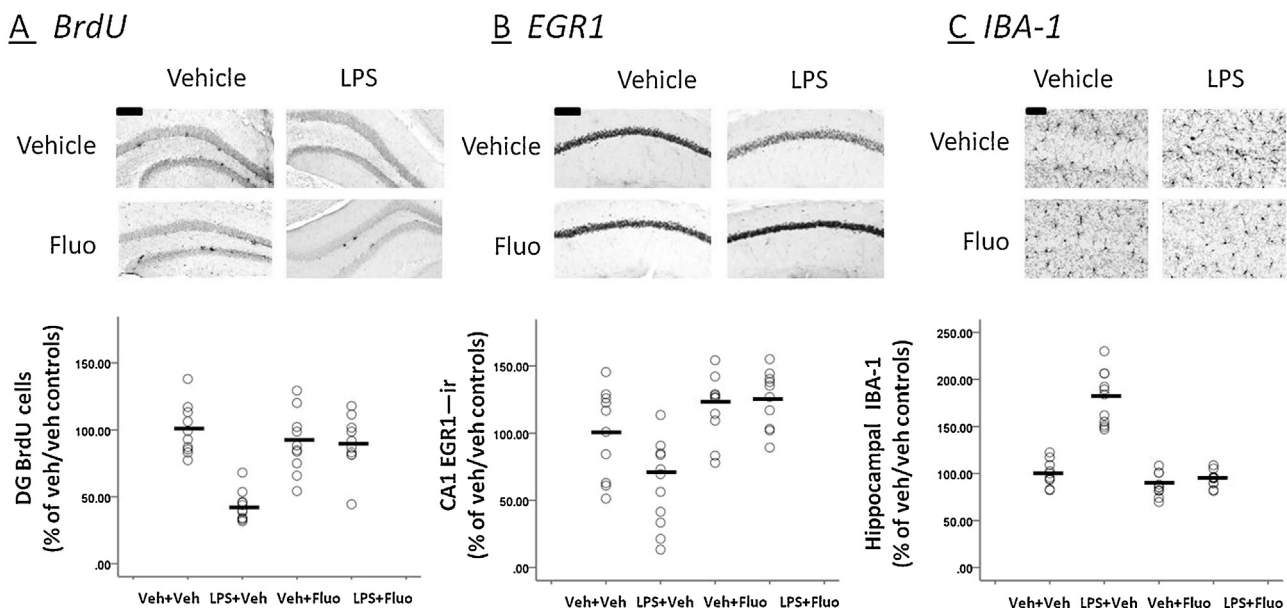 A BrdU
Vehicle LPS
Vehicle
Fluo
DG BrdU cells
(% of veh/veh controls)
150.00
100.00
50.00
.00
Veh+Veh LPS+Veh Veh+Fluo LPS+Fluo
B EGR1
Vehicle LPS
Vehicle
Fluo
CA1 EGR1—ir
(% of veh/veh controls)
150.00
100.00
50.00
.00
Veh+Veh LPS+Veh Veh+Fluo LPS+Fluo
C IBA-1
Vehicle LPS
Vehicle
Fluo
Hippocampal IBA-1
(% of veh/veh controls)
250.00
200.00
150.00
100.00
50.00
.00
Veh+Veh LPS+Veh Veh+Fluo LPS+Fluo